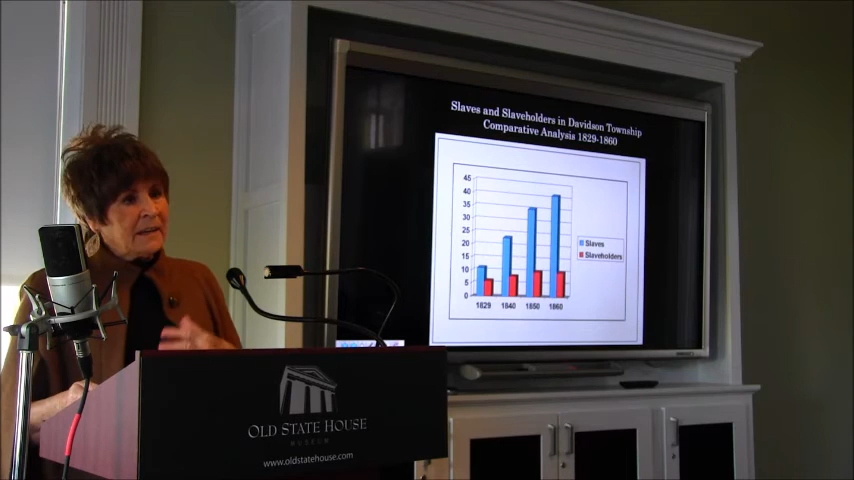 Slaves and Slaveholders in Davidson Township
Comparative Analysis 1829-1860
45
40
35
30
25
20
15
10
5
0
1829 1840 1850 1860
Slaves
Slaveholders
OLD STATE HOUSE
MUSEUM
www.oldstatehouse.com